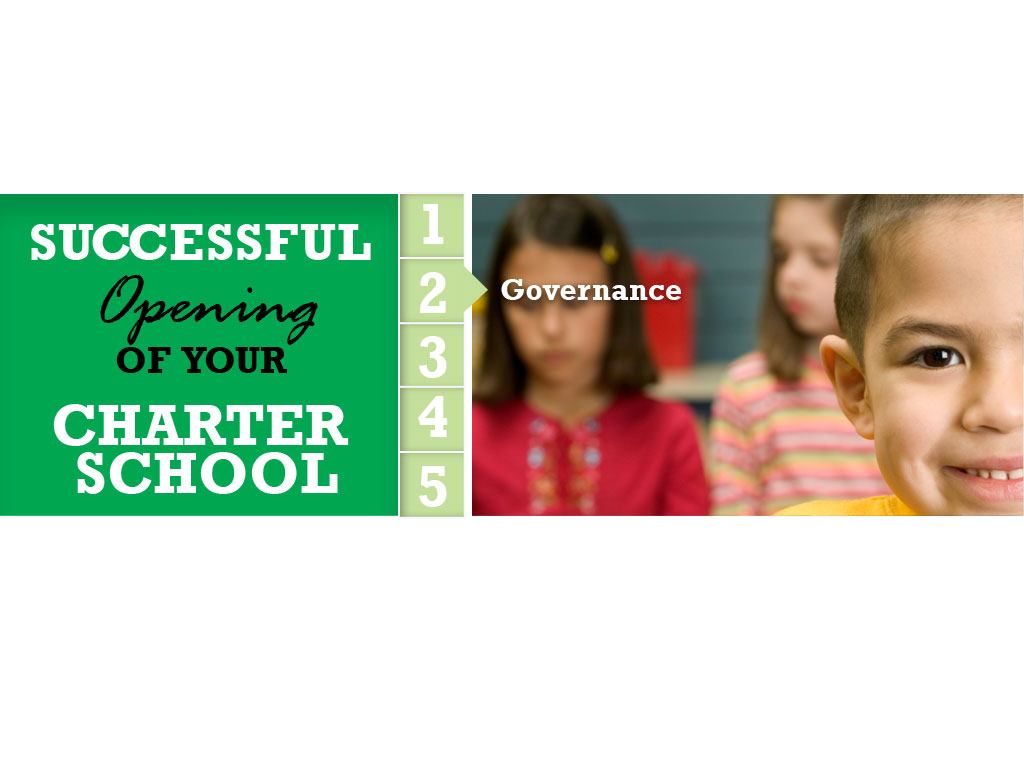 SUCCESSFUL
Opening
OF YOUR
CHARTER
SCHOOL
1
2
3
4
5
Governance